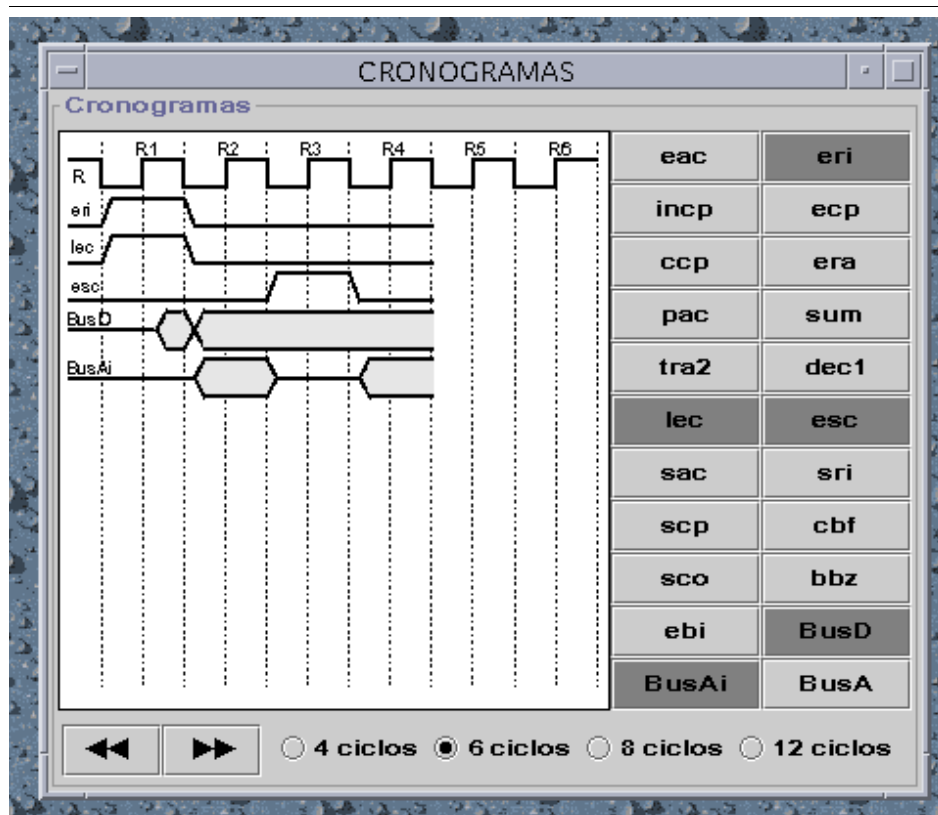 CRONOGRAMAS
Cronogramas
R1 R2 R3 R4 R5 R6
R
eri
lec
esc
BusD
BusAi
eac eri
incp ecp
ccp era
pac sum
tra2 dec1
lec esc
sac sri
scp cbf
sco bbz
ebi BusD
BusAi BusA
4 ciclos 6 ciclos 8 ciclos 12 ciclos